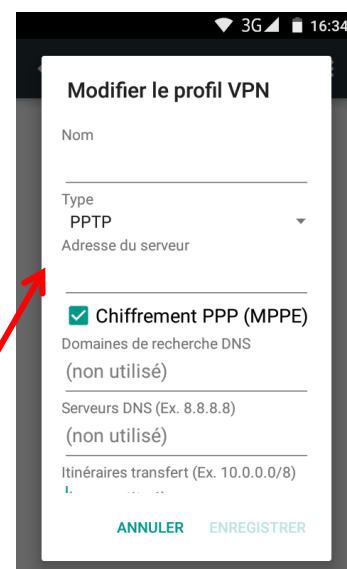 3G 16:34
Modifier le profil VPN
Nom
Type
PPTP
Adresse du serveur
Chiffrement PPP (MPPE)
Domaines de recherche DNS
(non utilisé)
Serveurs DNS (Ex. 8.8.8.8)
(non utilisé)
Itinéraires transfert (Ex. 10.0.0.0/8)
ANNULER ENREGISTRER